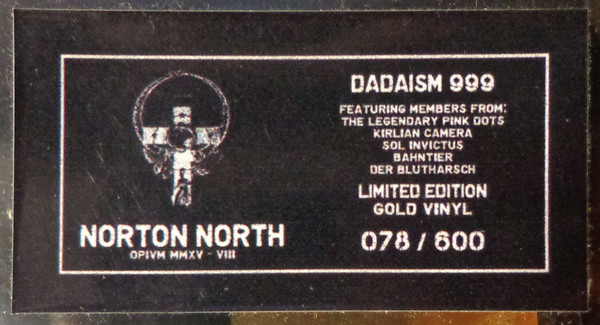 DADAISM 999
FEATURING MEMBERS FROM:
THE LEGENDARY PINK DOTS
KIRLIAN CAMERA
SOL INVICTUS
BAHNTIER
DER BLUTHARSCH
LIMITED EDITION
GOLD VINYL
078 / 600
NORTON NORTH
OPIVM MMXV - VIII